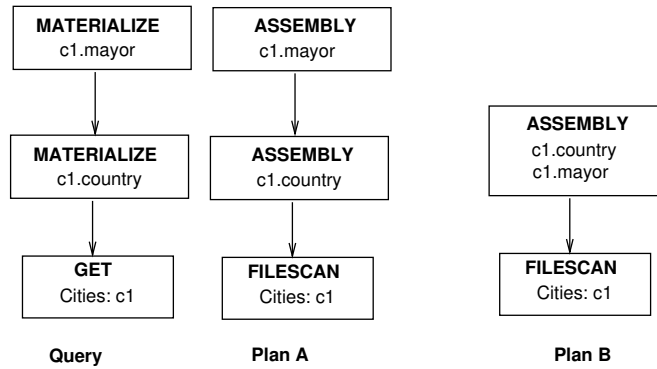 MATERIALIZE
c1.mayor
MATERIALIZE
c1.country
GET
Cities: c1
Query
ASSEMBLY
c1.mayor
ASSEMBLY
c1.country
FILESCAN
Cities: c1
Plan A
ASSEMBLY
c1.country
c1.mayor
FILESCAN
Cities: c1
Plan B